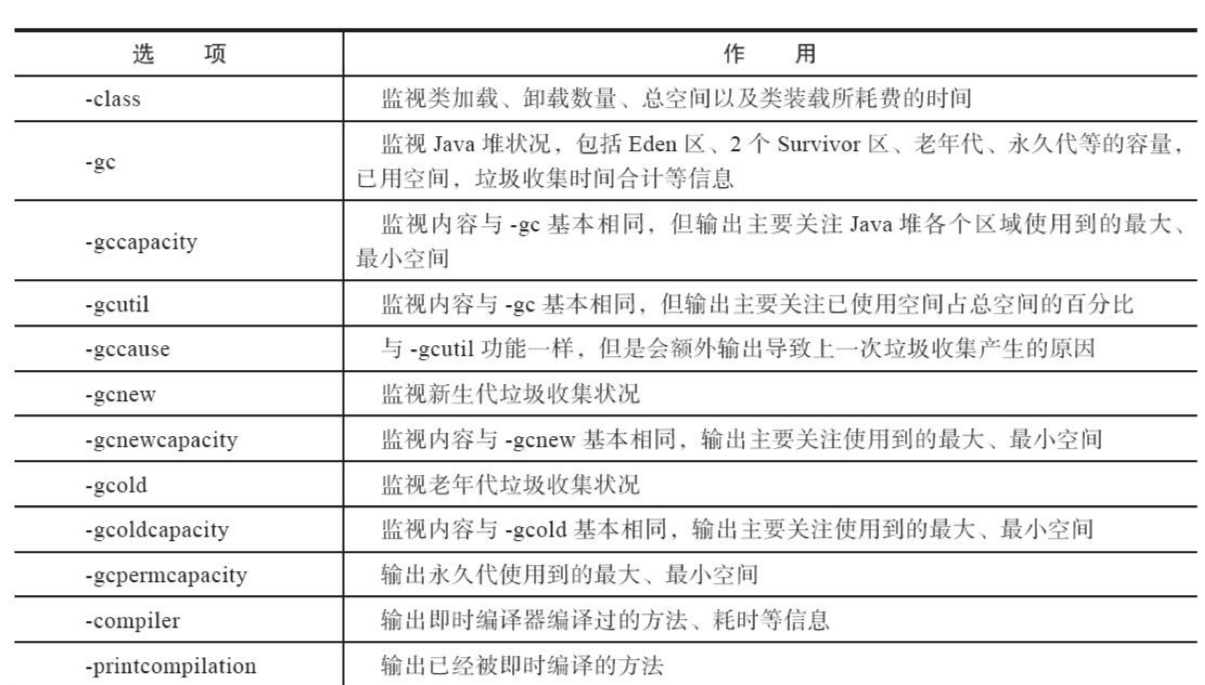 选 项 作 用
-class 监视类加载、卸载数量、总空间以及类装载所耗费的时间
-gc 监视 Java 堆状况，包括 Eden 区、2 个 Survivor 区、老年代、永久代等的容量，
已用空间，垃圾收集时间合计等信息
-gccapacity 监视内容与 -gc 基本相同，但输出主要关注 Java 堆各个区域使用到的最大、
最小空间
-gcutil 监视内容与 -gc 基本相同，但输出主要关注已使用空间占总空间的百分比
-gccause 与 -gcutil 功能一样，但是会额外输出导致上一次垃圾收集产生的原因
-gcnew 监视新生代垃圾收集状况
-gcnewcapacity 监视内容与 -gcnew 基本相同，输出主要关注使用到的最大、最小空间
-gcold 监视老年代垃圾收集状况
-gcoldcapacity 监视内容与 -gcold 基本相同，输出主要关注使用到的最大、最小空间
-gcpermcapacity 输出永久代使用到的最大、最小空间
-compiler 输出即时编译器编译过的方法、耗时等信息
-printcompilation 输出已经被即时编译的方法